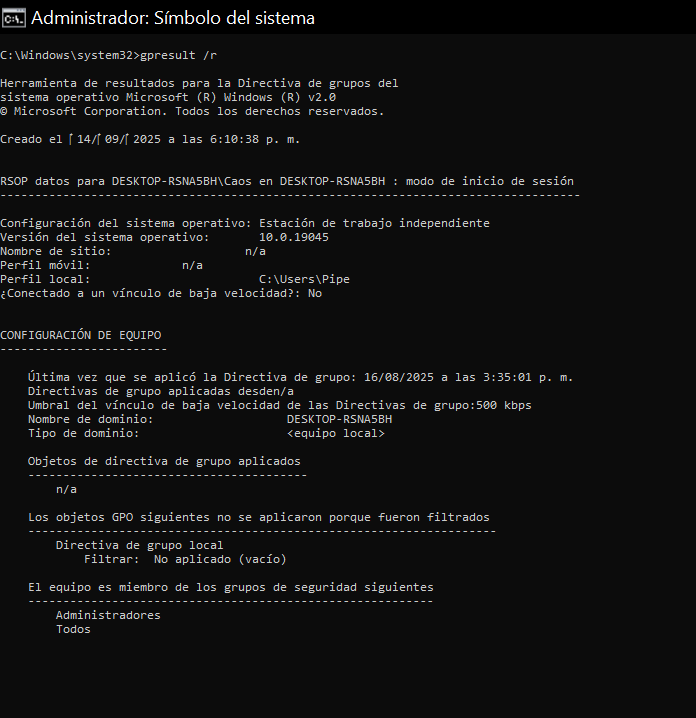 Administrador: Símbolo del sistema
C:\Windows\system32>gpresult /r
Herramienta de resultados para la Directiva de grupos del
sistema operativo Microsoft (R) Windows (R) v2.0
© Microsoft Corporation. Todos los derechos reservados.
Creado el ⌈14/⌈09/⌈2025 a las 6:10:38 p. m.
RSOP datos para DESKTOP-RSNA5BH\Caos en DESKTOP-RSNA5BH : modo de inicio de sesión
-----------------------------------------------------------------------------------
Configuración del sistema operativo: Estación de trabajo independiente
Versión del sistema operativo:       10.0.19045
Nombre de sitio:                   n/a
Perfil móvil:             n/a
Perfil local:                        C:\Users\Pipe
¿Conectado a un vínculo de baja velocidad?: No
CONFIGURACIÓN DE EQUIPO
------------------------
Última vez que se aplicó la Directiva de grupo: 16/08/2025 a las 3:35:01 p. m.
Directivas de grupo aplicadas desden/a
Umbral del vínculo de baja velocidad de las Directivas de grupo:500 kbps
Nombre de dominio:                   DESKTOP-RSNA5BH
Tipo de dominio:                     <equipo local>
Objetos de directiva de grupo aplicados
----------------------------------------
n/a
Los objetos GPO siguientes no se aplicaron porque fueron filtrados
-------------------------------------------------------------------
Directiva de grupo local
Filtrar:  No aplicado (vacío)
El equipo es miembro de los grupos de seguridad siguientes
----------------------------------------------------------
Administradores
Todos